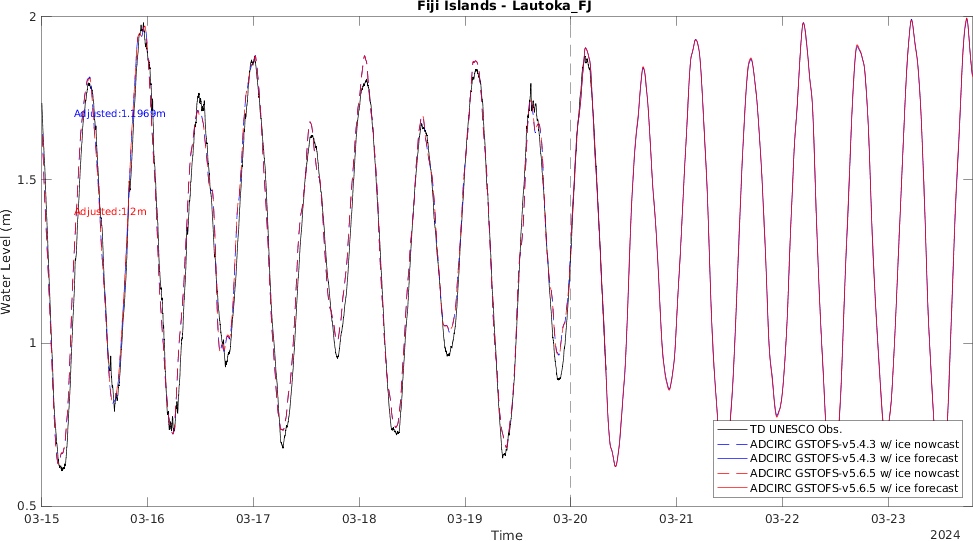 Fiji Islands - Lautoka_FJ
2
1.5
1
0.5
Water Level (m)
Adjusted:1.1969m
Adjusted:1.2m
TD UNESCO Obs.
ADCIRC GSTOFS-v5.4.3 w/ ice nowcast
ADCIRC GSTOFS-v5.4.3 w/ ice forecast
ADCIRC GSTOFS-v5.6.5 w/ ice nowcast
ADCIRC GSTOFS-v5.6.5 w/ ice forecast
03-15 03-16 03-17 03-18 03-19 03-20 03-21 03-22 03-23
Time
2024